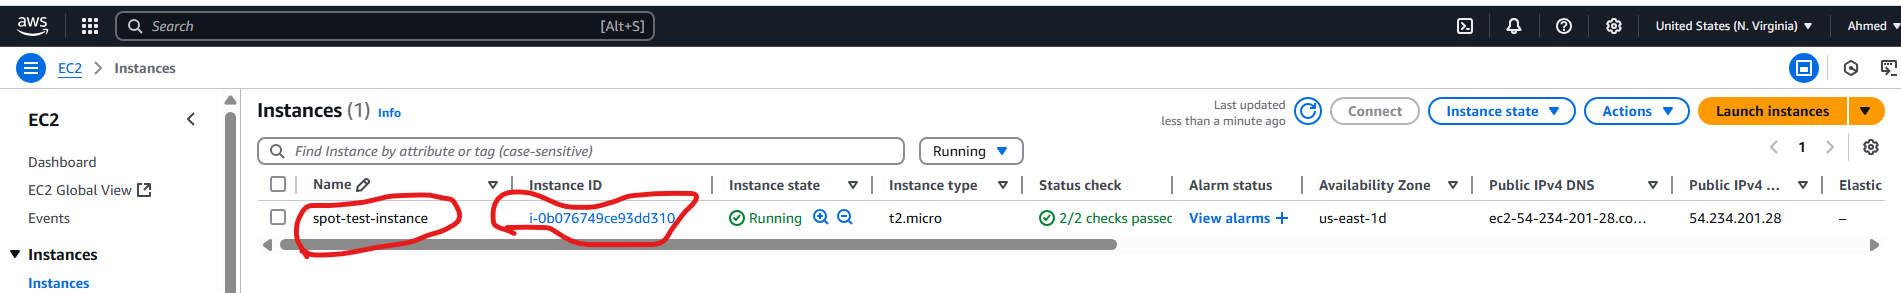 aws Search [Alt+S] United States (N. Virginia) Ahmed
EC2 Instances
EC2
Dashboard
EC2 Global View
Events
Instances
Instances
Instances (1) Info
Last updated
less than a minute ago
Connect Instance state Actions Launch instances
Find Instance by attribute or tag (case-sensitive) Running 1
Name Instance ID Instance state Instance type Status check Alarm status Availability Zone Public IPv4 DNS Public IPv4 ... Elastic
spot-test-instance i-0b076749ce93dd310 Running t2.micro 2/2 checks passec View alarms + us-east-1d ec2-54-234-201-28.co... 54.234.201.28 –